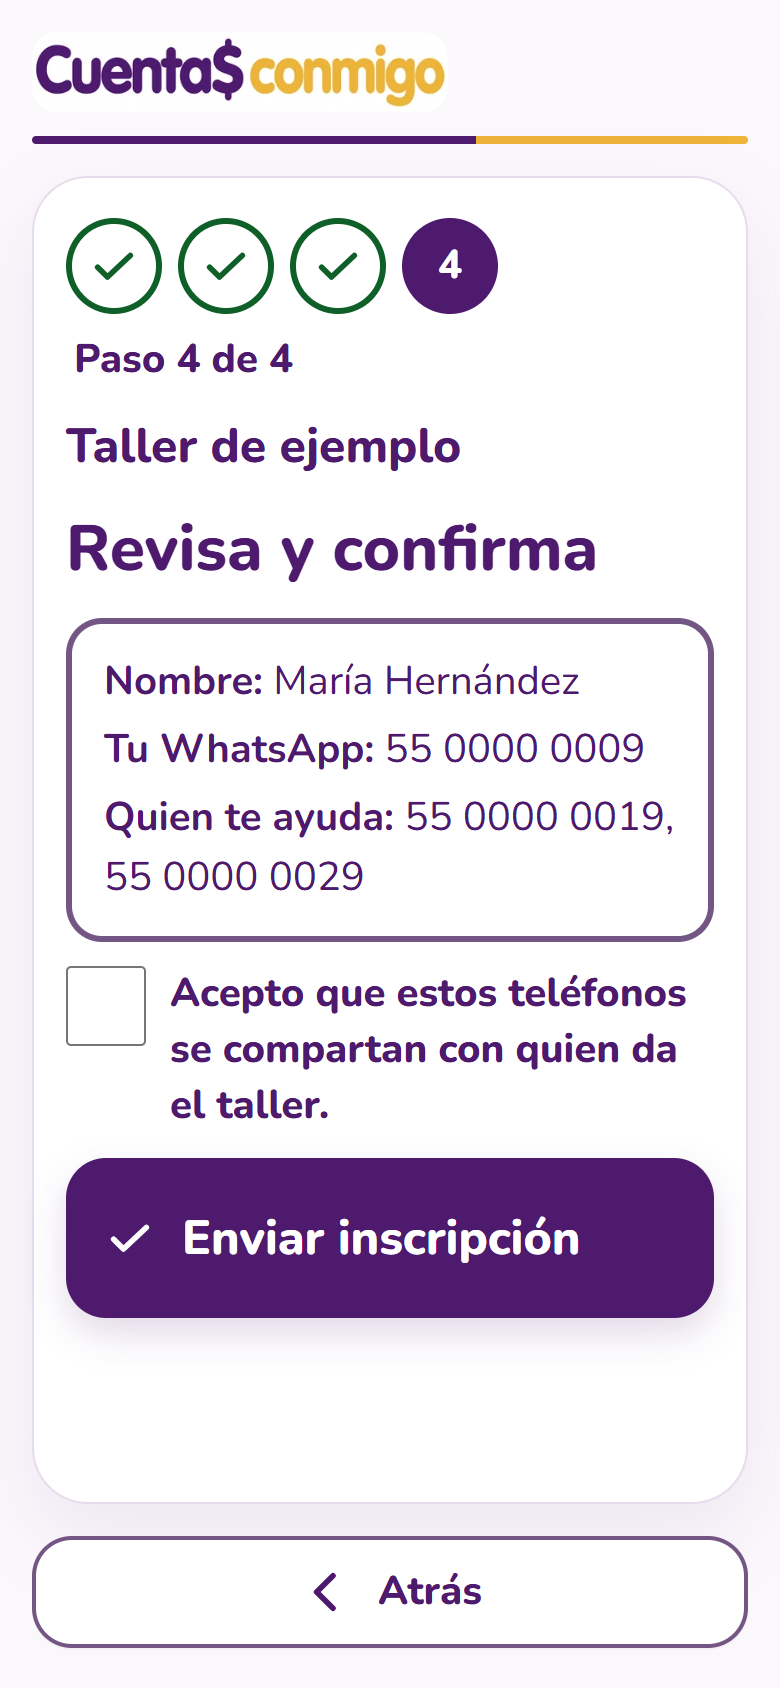 Cuenta$ conmigo
4
Paso 4 de 4
Taller de ejemplo
Revisa y confirma
Nombre: María Hernández
Tu WhatsApp: 55 0000 0009
Quien te ayuda: 55 0000 0019,
55 0000 0029
Acepto que estos teléfonos
se compartan con quien da
el taller.
Enviar inscripción
Atrás